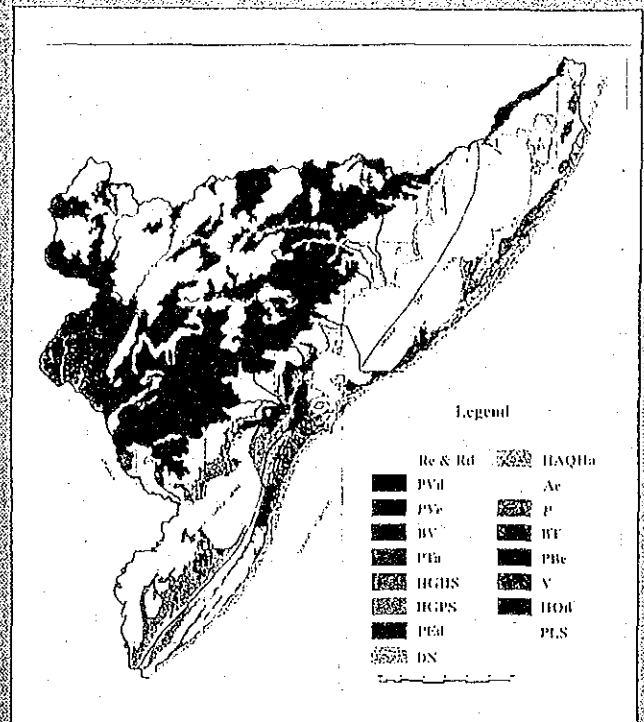 Legend
Re & Rd
PVd
PVe
BV
PTa
HGHS
HGPS
PEd
DN
HAQHa
Ae
P
BT
PBe
V
HOd
PLS